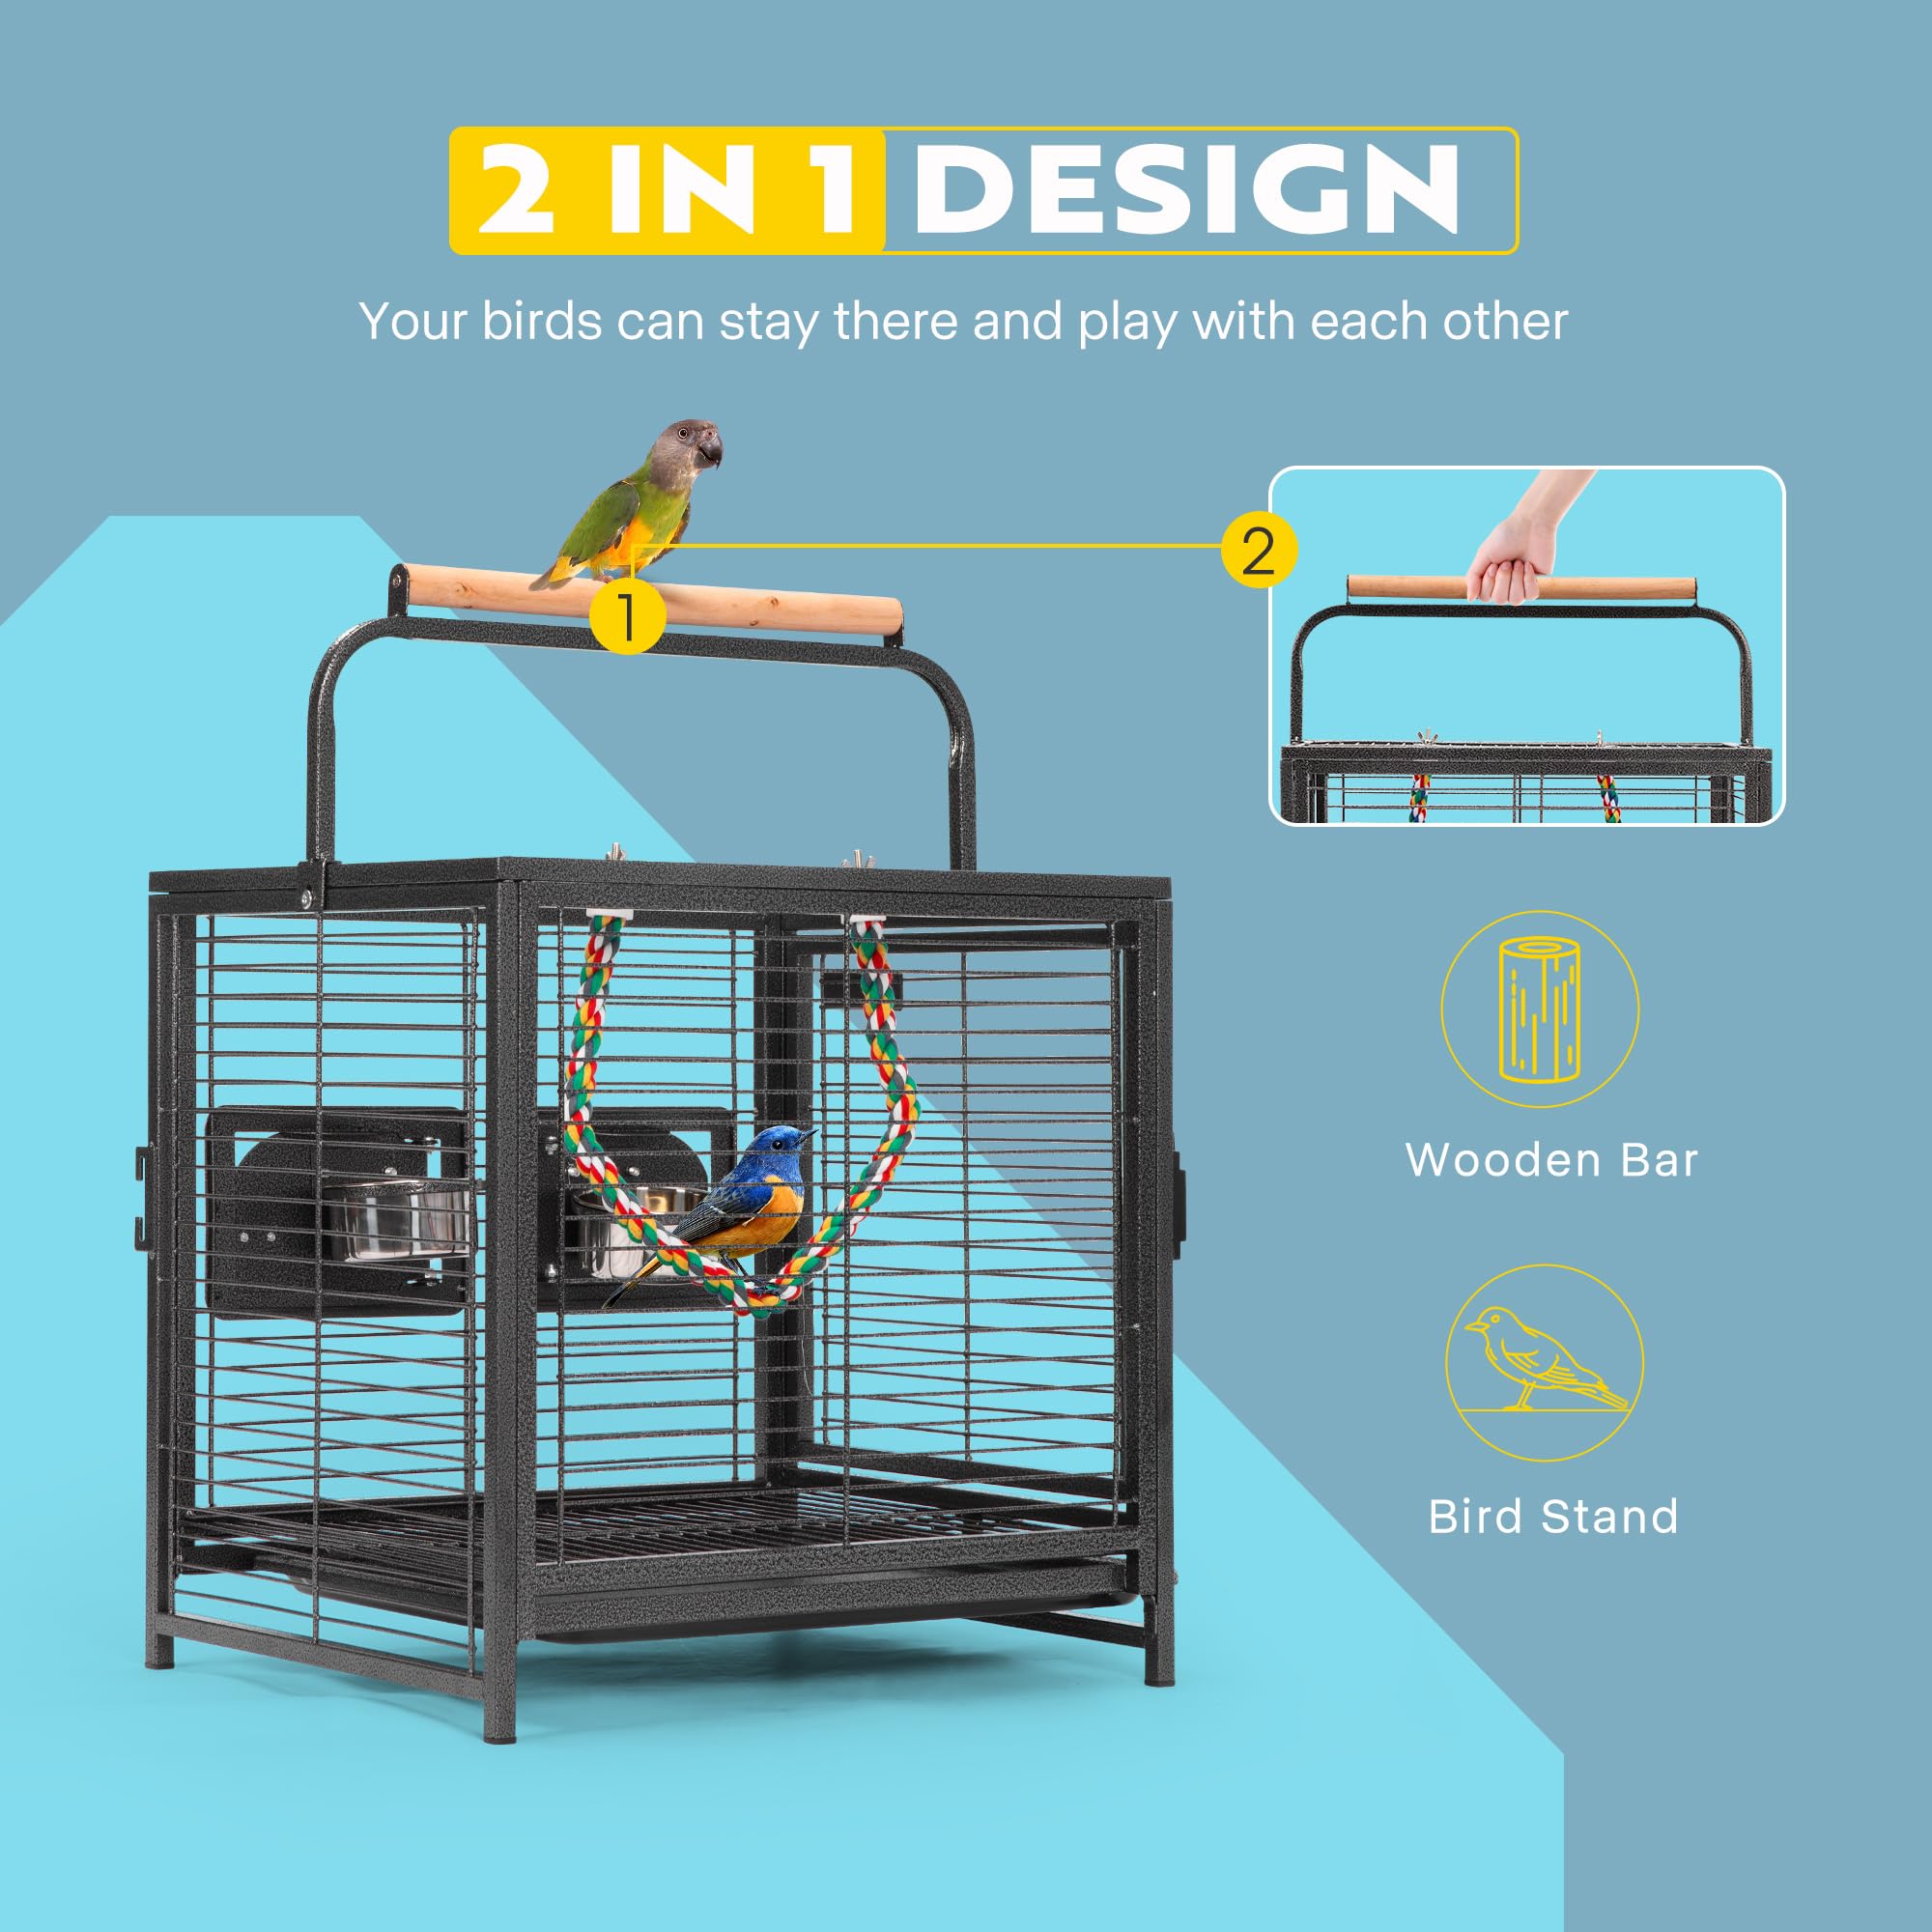 2 IN 1 DESIGN
Your birds can stay there and play with each other
1
2
Wooden Bar
Bird Stand